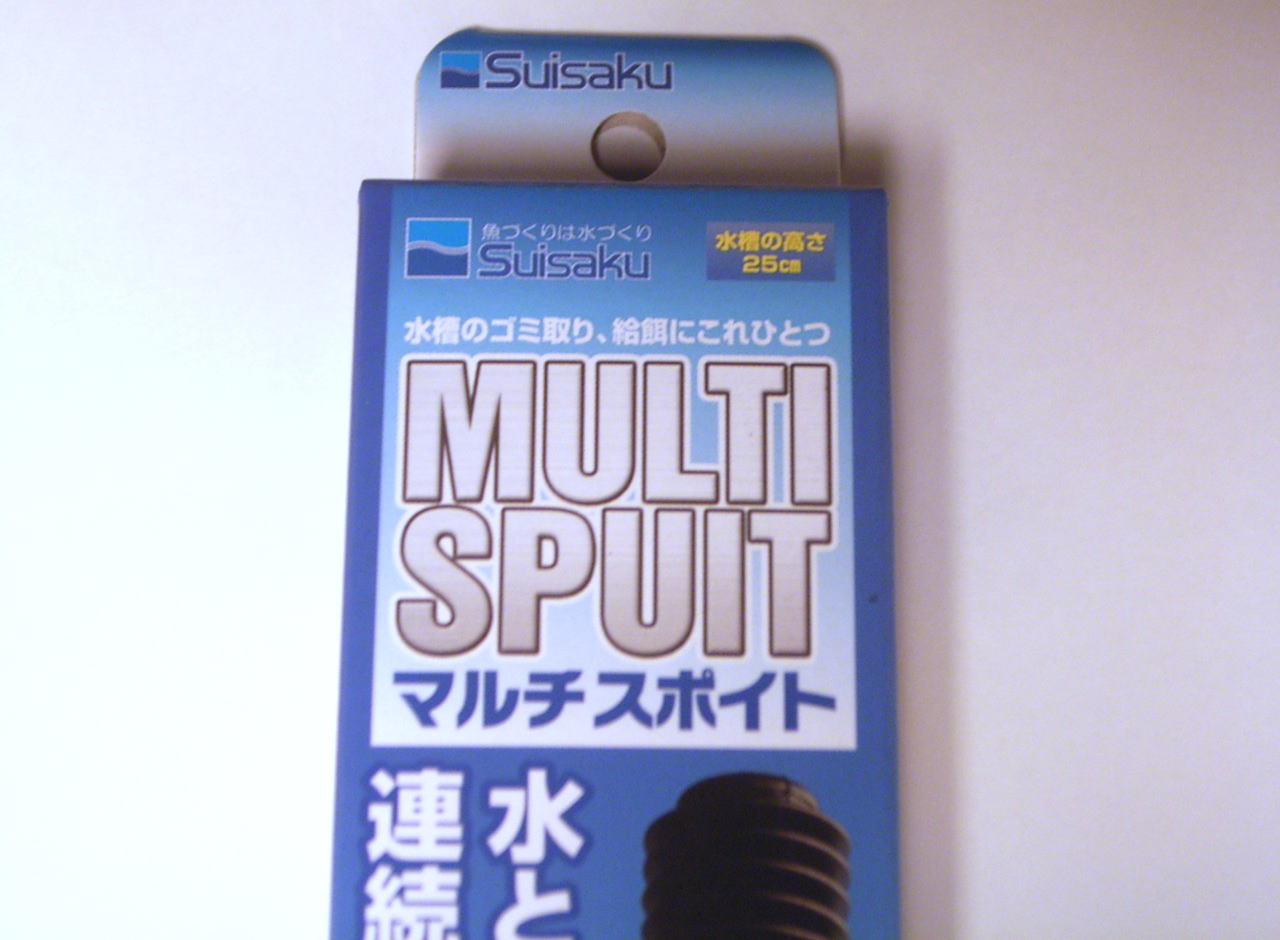 Suisaku
魚づくりは水づくり
Suisaku
水槽の高さ
25cm
水槽のゴミ取り、給餌にこれひとつ
MULTI
SPUIT
マルチスポイト
水と
連続